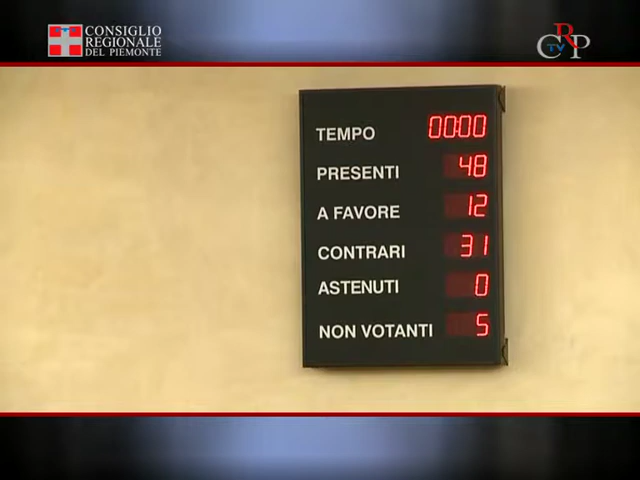 CONSIGLIO
REGIONALE
DEL PIEMONTE
CRP
TV
TEMPO 00:00
PRESENTI 48
A FAVORE 12
CONTRARI 31
ASTENUTI 0
NON VOTANTI 5